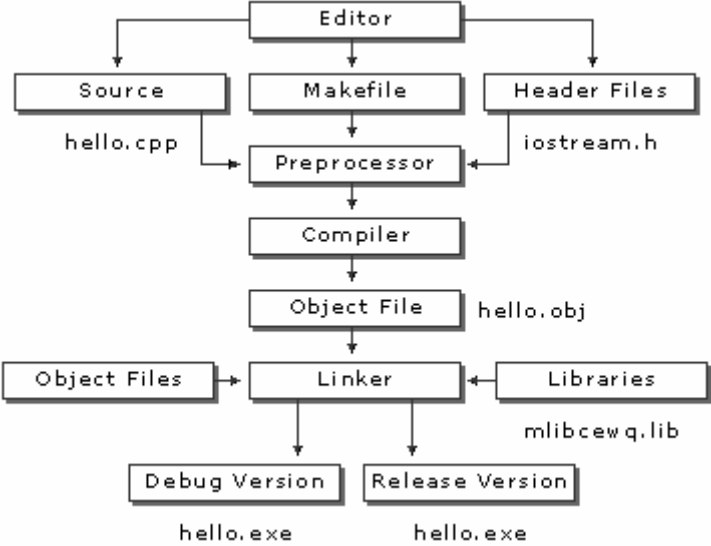 Editor
Source
Makefile
Header Files
hello.cpp
iostream.h
Preprocessor
Compiler
Object File
hello.obj
Object Files
Linker
Libraries
mlibcewq.lib
Debug Version
Release Version
hello.exe
hello.exe